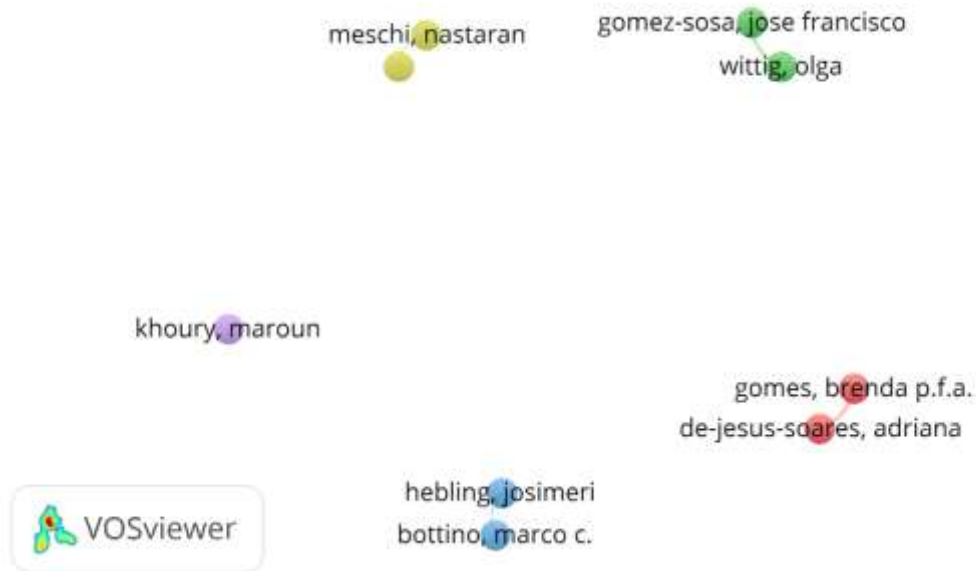 gomez-sosa, jose francisco
meschi, nastaran
wittig, olga
khoury, maroun
gomes, brenda p.f.a.
de-jesus-soares, adriana
hebling, josimeri
bottino, marco c.
VOSviewer